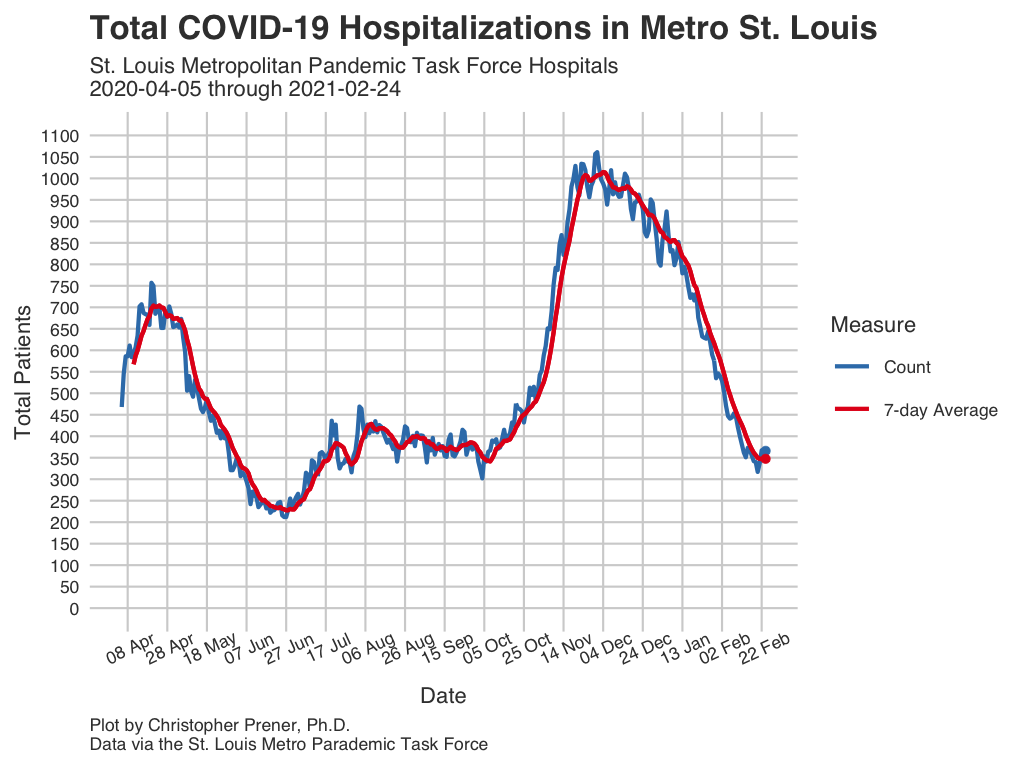 Total COVID-19 Hospitalizations in Metro St. Louis
St. Louis Metropolitan Pandemic Task Force Hospitals
2020-04-05 through 2021-02-24
1100
1050
1000
950
900
850
800
750
700
650
600
550
500
450
400
350
300
250
200
150
100
50
0
Total Patients
08 Apr
28 Apr
18 May
07 Jun
27 Jun
17 Jul
06 Aug
26 Aug
15 Sep
05 Oct
25 Oct
14 Nov
04 Dec
24 Dec
13 Jan
02 Feb
22 Feb
Date
Measure
Count
7-day Average
Plot by Christopher Prener, Ph.D.
Data via the St. Louis Metro Parademic Task Force